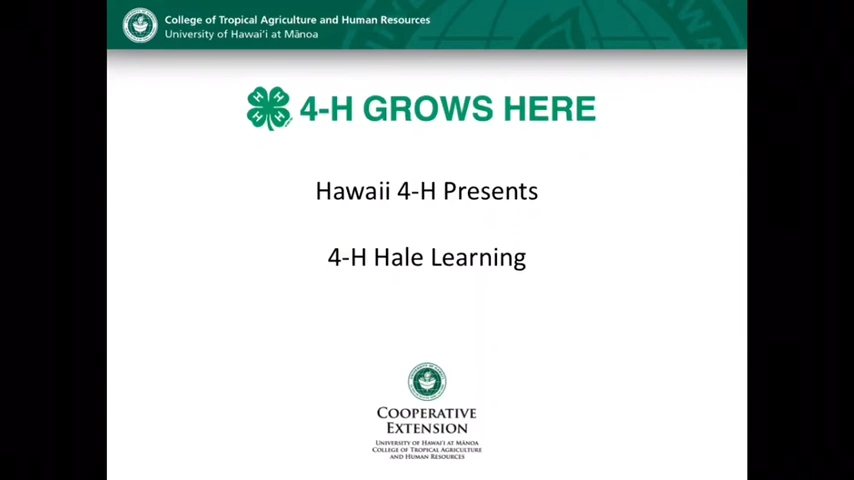 College of Tropical Agriculture and Human Resources
University of Hawai‘i at Mānoa
4-H GROWS HERE
Hawaii 4-H Presents
4-H Hale Learning
COOPERATIVE
EXTENSION
UNIVERSITY OF HAWAI‘I AT MĀNOA
COLLEGE OF TROPICAL AGRICULTURE
AND HUMAN RESOURCES